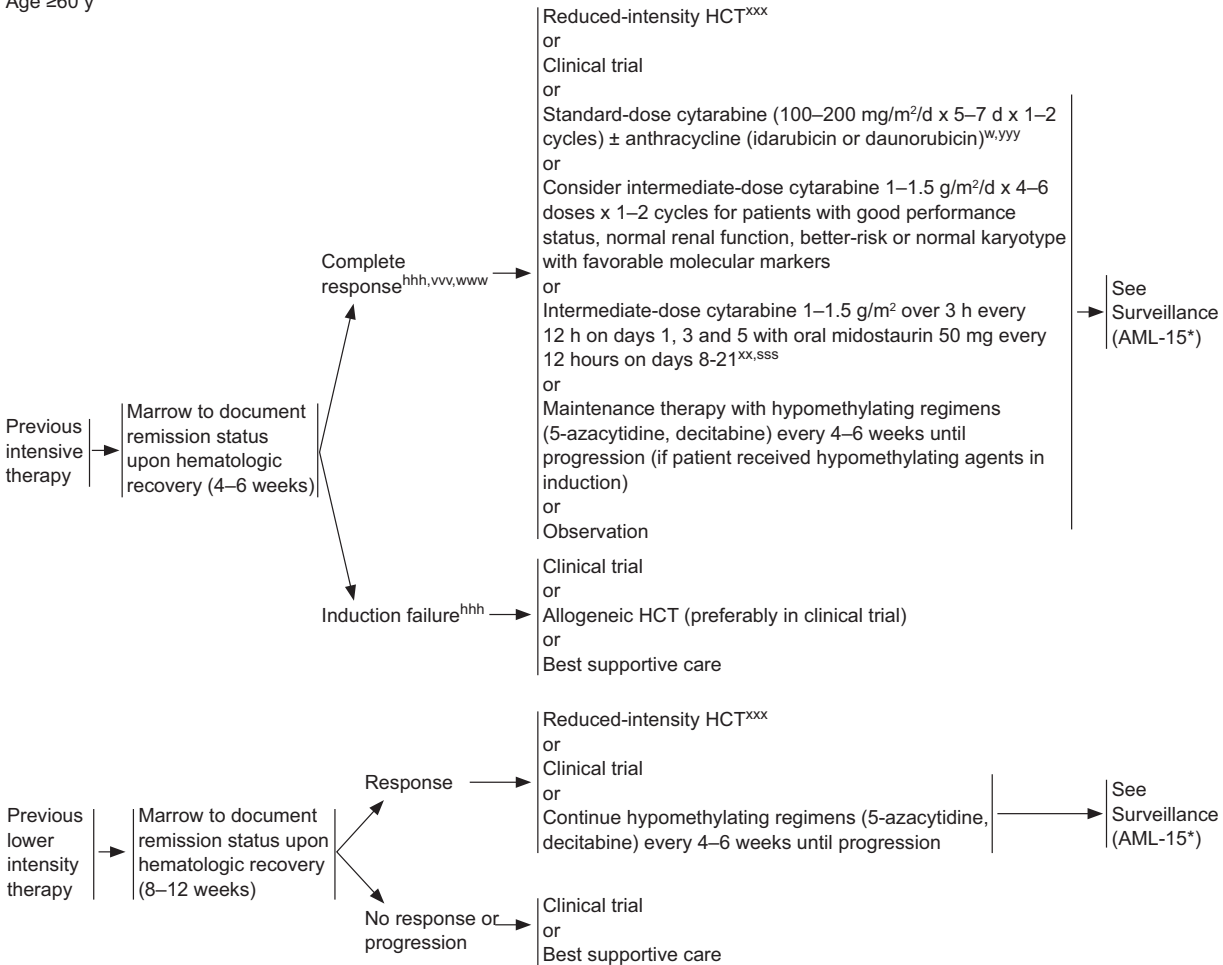 Age ≥60 y
Previous
intensive
therapy
Marrow to document
remission status
upon hematologic
recovery (4–6 weeks)
Complete
response^hhh,vvv,www
Reduced-intensity HCT^xxx
or
Clinical trial
or
Standard-dose cytarabine (100–200 mg/m²/d x 5–7 d x 1–2
cycles) ± anthracycline (idarubicin or daunorubicin)^w,yyy
or
Consider intermediate-dose cytarabine 1–1.5 g/m²/d x 4–6
doses x 1–2 cycles for patients with good performance
status, normal renal function, better-risk or normal karyotype
with favorable molecular markers
or
Intermediate-dose cytarabine 1–1.5 g/m² over 3 h every
12 h on days 1, 3 and 5 with oral midostaurin 50 mg every
12 hours on days 8-21^xx,sss
or
Maintenance therapy with hypomethylating regimens
(5-azacytidine, decitabine) every 4–6 weeks until
progression (if patient received hypomethylating agents in
induction)
or
Observation
See
Surveillance
(AML-15*)
Induction failure^hhh
Clinical trial
or
Allogeneic HCT (preferably in clinical trial)
or
Best supportive care
Previous
lower
intensity
therapy
Marrow to document
remission status upon
hematologic recovery
(8–12 weeks)
Response
Reduced-intensity HCT^xxx
or
Clinical trial
or
Continue hypomethylating regimens (5-azacytidine,
decitabine) every 4–6 weeks until progression
See
Surveillance
(AML-15*)
No response or
progression
Clinical trial
or
Best supportive care